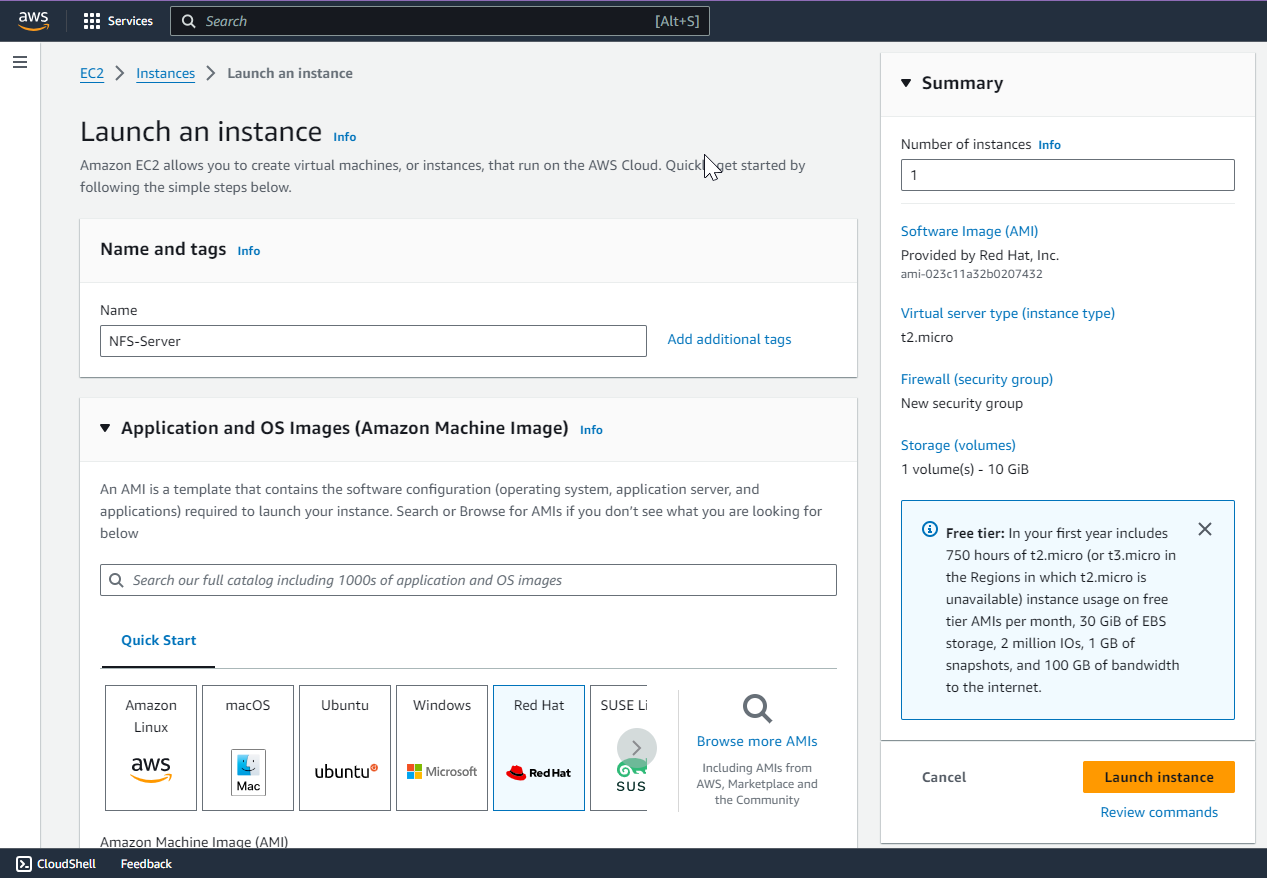 aws
Services
Search
[Alt+S]
EC2 > Instances > Launch an instance
Launch an instance Info
Amazon EC2 allows you to create virtual machines, or instances, that run on the AWS Cloud. Quickly get started by
following the simple steps below.
Name and tags Info
Name
NFS-Server
Add additional tags
Application and OS Images (Amazon Machine Image) Info
An AMI is a template that contains the software configuration (operating system, application server, and
applications) required to launch your instance. Search or Browse for AMIs if you don't see what you are looking for
below
Search our full catalog including 1000s of application and OS images
Quick Start
Amazon
Linux
aws
macOS
Mac
Ubuntu
ubuntu
Windows
Microsoft
Red Hat
Red Hat
SUSE Li
SUS
Browse more AMIs
Including AMIs from
AWS, Marketplace and
the Community
Amazon Machine Image (AMI)
Summary
Number of instances Info
1
Software Image (AMI)
Provided by Red Hat, Inc.
ami-023c11a32b0207432
Virtual server type (instance type)
t2.micro
Firewall (security group)
New security group
Storage (volumes)
1 volume(s) - 10 GiB
Free tier: In your first year includes
750 hours of t2.micro (or t3.micro in
the Regions in which t2.micro is
unavailable) instance usage on free
tier AMIs per month, 30 GiB of EBS
storage, 2 million IOs, 1 GB of
snapshots, and 100 GB of bandwidth
to the internet.
Cancel
Launch instance
Review commands
CloudShell
Feedback